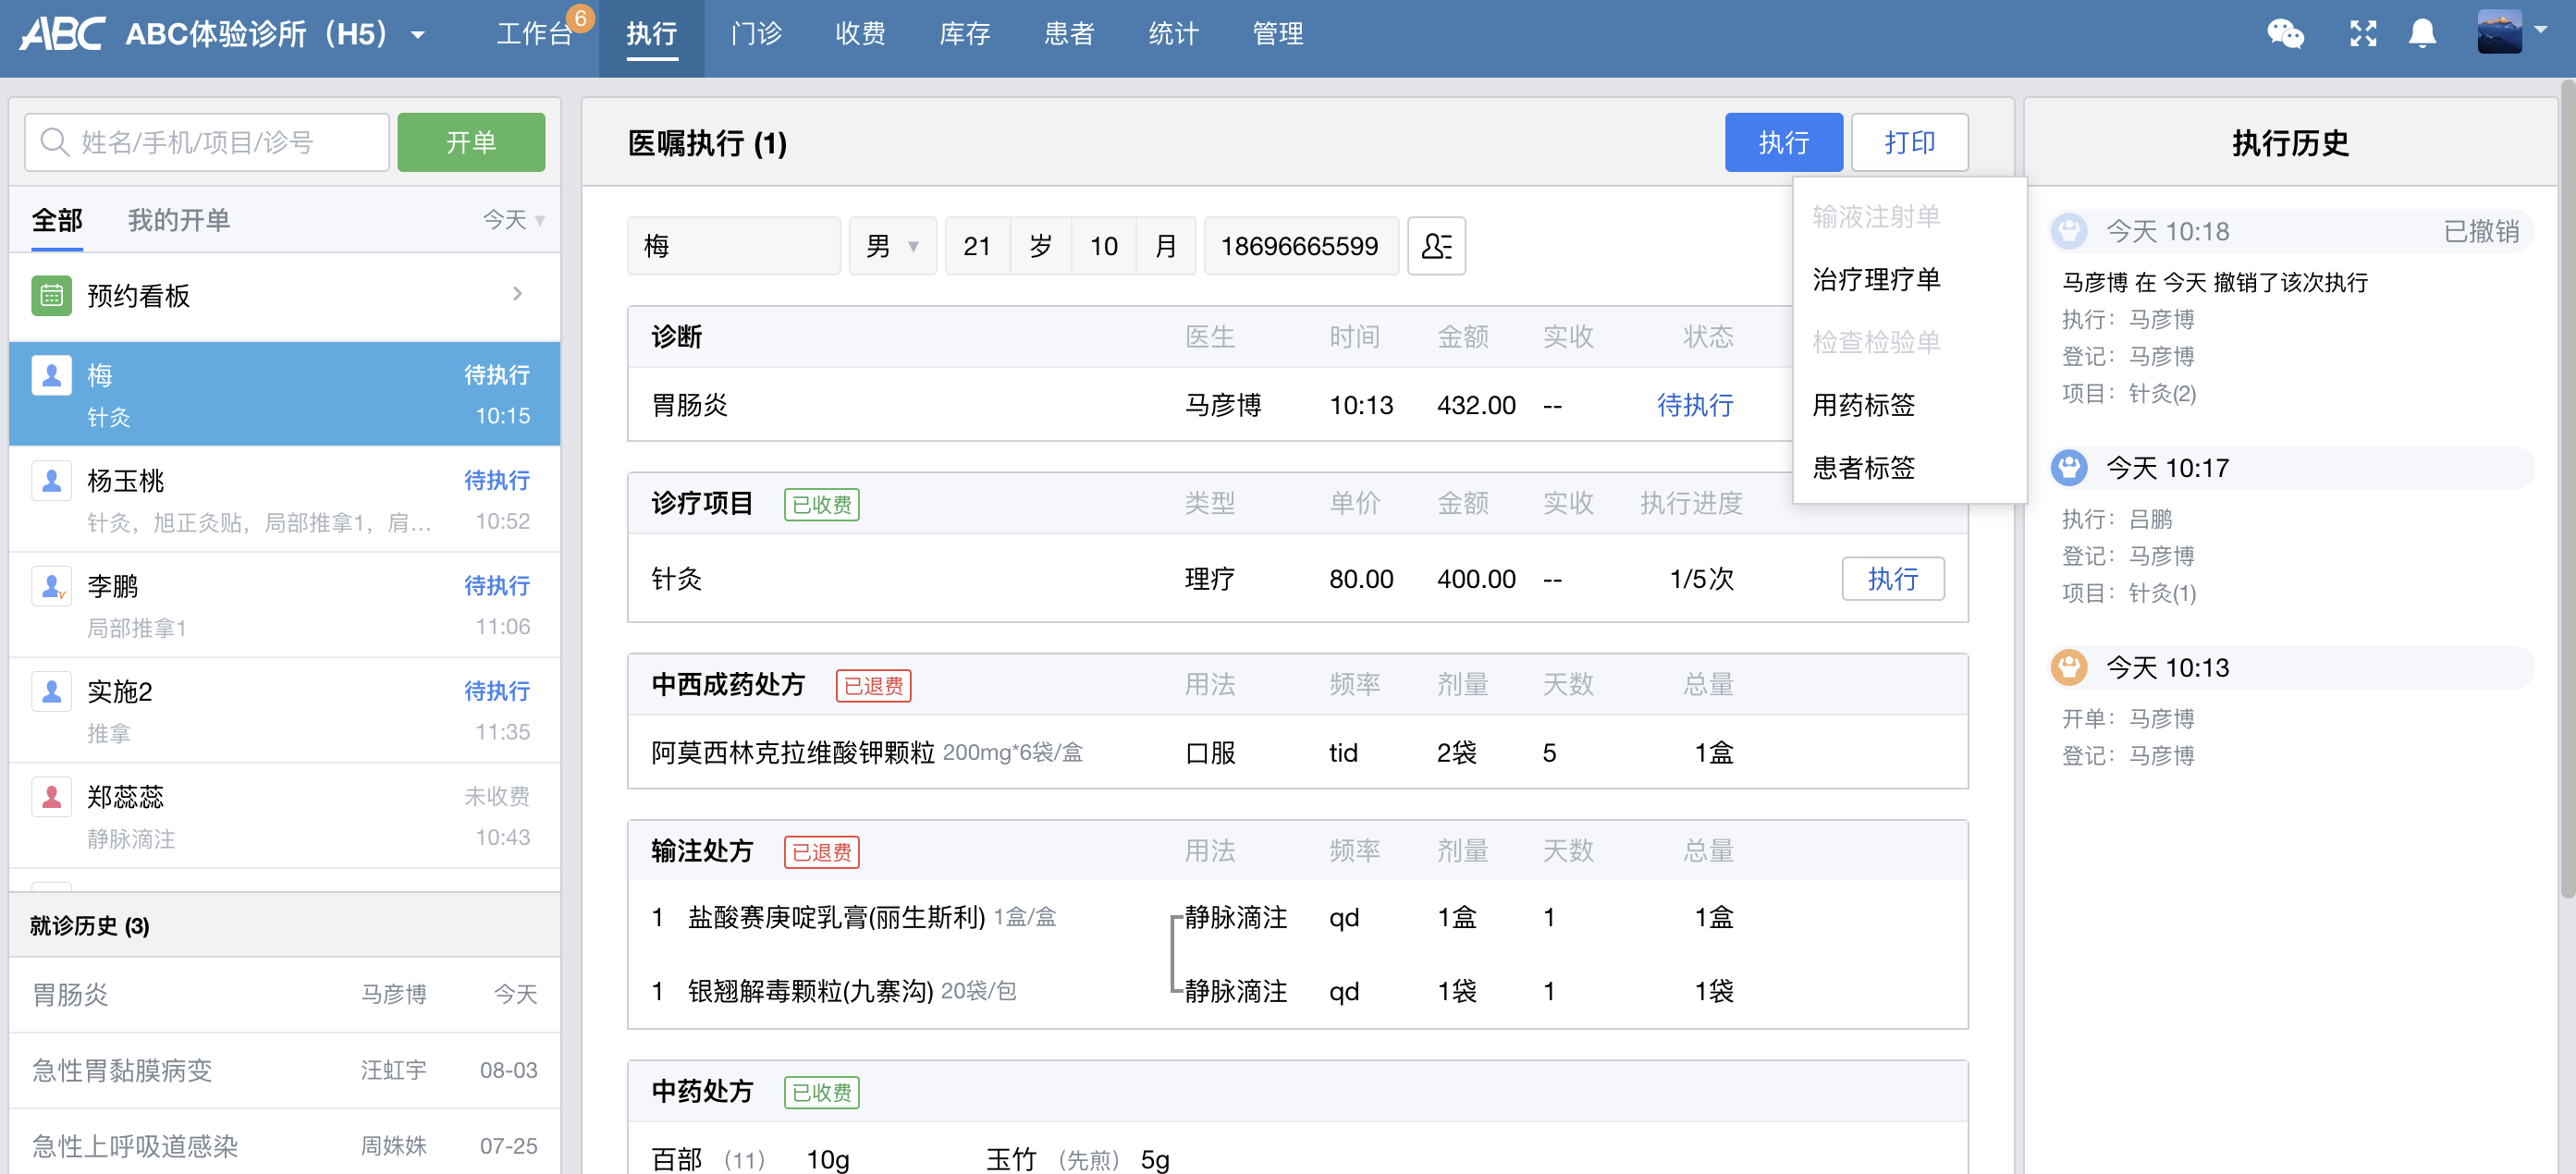 ABC ABC体验诊所（H5） 工作台 6 执行 门诊 收费 库存 患者 统计 管理
姓名/手机/项目/诊号 开单
全部 我的开单 今天
预约看板
梅 待执行
针灸 10:15
杨玉桃 待执行
针灸，旭正灸贴，局部推拿1，肩... 10:52
李鹏 待执行
局部推拿1 11:06
实施2 待执行
推拿 11:35
郑蕊蕊 未收费
静脉滴注 10:43
就诊历史 (3)
胃肠炎 马彦博 今天
急性胃黏膜病变 汪虹宇 08-03
急性上呼吸道感染 周姝姝 07-25
医嘱执行 (1) 执行 打印
输液注射单
治疗理疗单
检查检验单
用药标签
患者标签
梅 男 21 岁 10 月 18696665599
诊断 医生 时间 金额 实收 状态
胃肠炎 马彦博 10:13 432.00 -- 待执行
诊疗项目 已收费 类型 单价 金额 实收 执行进度
针灸 理疗 80.00 400.00 -- 1/5次 执行
中西成药处方 已退费 用法 频率 剂量 天数 总量
阿莫西林克拉维酸钾颗粒 200mg*6袋/盒 口服 tid 2袋 5 1盒
输注处方 已退费 用法 频率 剂量 天数 总量
1 盐酸赛庚啶乳膏(丽生斯利) 1盒/盒 静脉滴注 qd 1盒 1 1盒
1 银翘解毒颗粒(九寨沟) 20袋/包 静脉滴注 qd 1袋 1 1袋
中药处方 已收费
百部 （11） 10g 玉竹 （先煎） 5g
执行历史
今天 10:18 已撤销
马彦博 在 今天 撤销了该次执行
执行：马彦博
登记：马彦博
项目：针灸(2)
今天 10:17
执行：吕鹏
登记：马彦博
项目：针灸(1)
今天 10:13
开单：马彦博
登记：马彦博